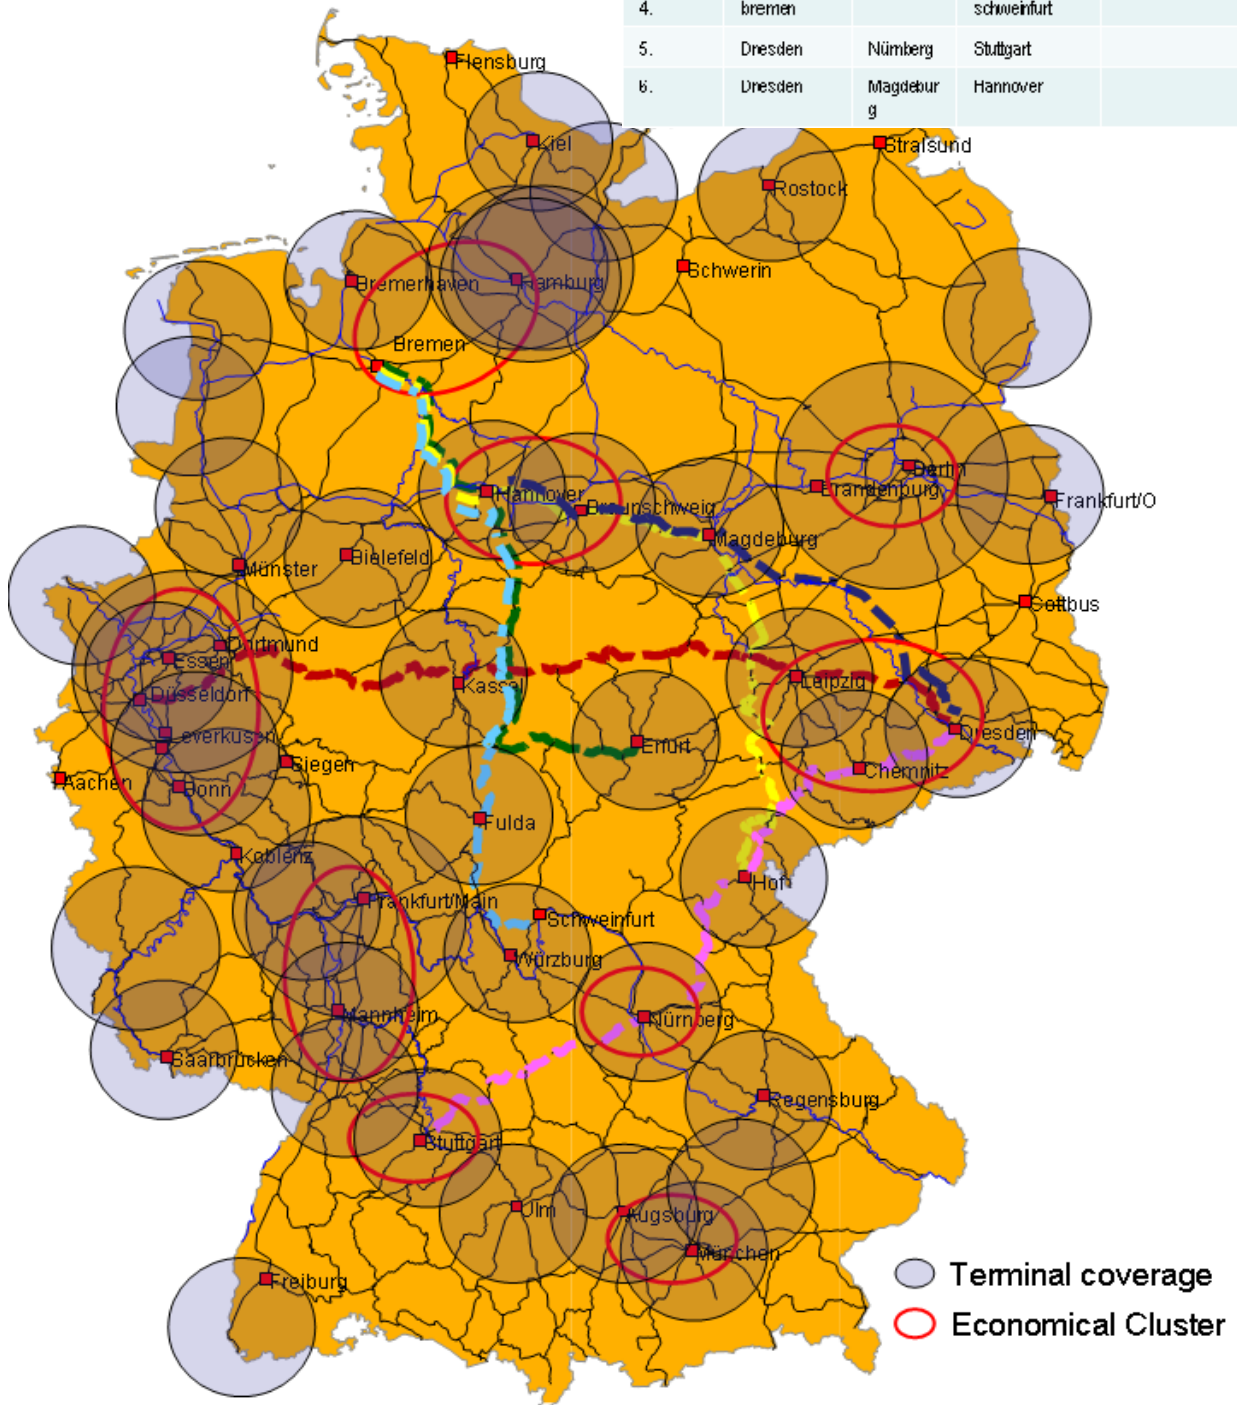 4. bremen schweinfurt
5. Dresden Nürnberg Stuttgart
6. Dresden Magdebur Hannover
g
Flensburg
Kiel
Stralsund
Rostock
Schwerin
Bremerhaven
Hamburg
Bremen
Berlin
Hannover
Brandenburg
Frankfurt/O
Braunschweig
Magdeburg
Bielefeld
Münster
Cottbus
Dortmund
Essen
Kassel
Leipzig
Düsseldorf
Leverkusen
Erfurt
Dresden
Siegen
Chemnitz
Aachen
Bonn
Fulda
Koblenz
Hof
Frankfurt/Main
Schweinfurt
Würzburg
Mannheim
Nürnberg
Saarbrücken
Regensburg
Stuttgart
Ulm
Augsburg
München
Freiburg
Terminal coverage
Economical Cluster